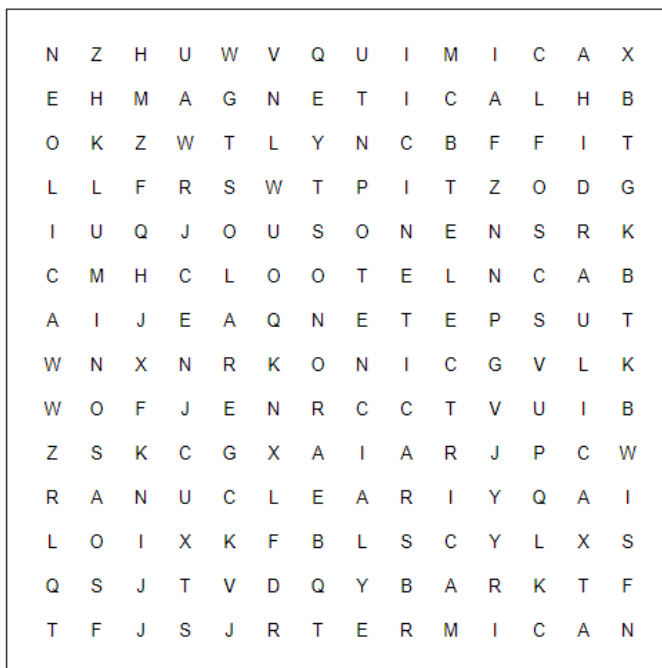 N Z H U W V Q U I M I C A X
E H M A G N E T I C A L H B
O K Z W T L Y N C B F F I T
L L F R S W T P I T Z O D G
I U Q J O U S O N E N S R K
C M H C L O O T E L N C A B
A I J E A Q N E T E P S U T
W N X N R K O N I C G V L K
W O F J E N R C C T V U I B
Z S K C G X A I A R J P C W
R A N U C L E A R I Y Q A I
L O I X K F B L S C Y L X S
Q S J T V D Q Y B A R K T F
T F J S J R T E R M I C A N